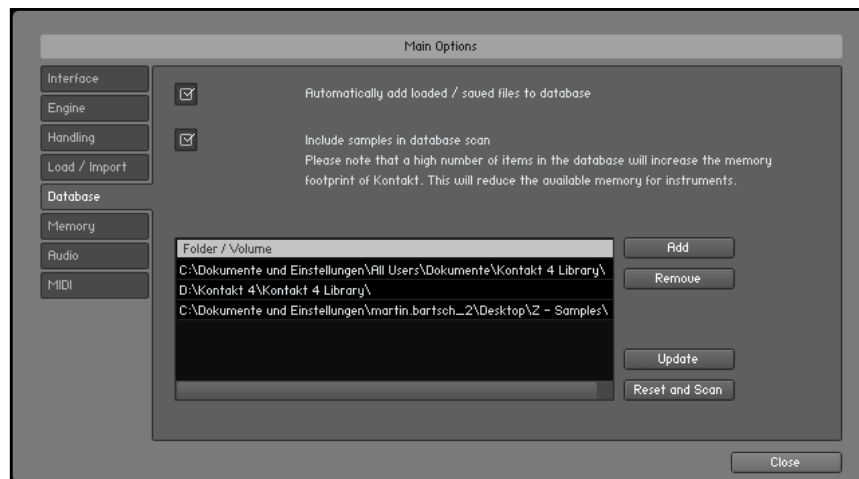 Main Options
Interface
Engine
Handling
Load / Import
Database
Memory
Audio
MIDI
Automatically add loaded / saved files to database
Include samples in database scan
Please note that a high number of items in the database will increase the memory
footprint of Kontakt. This will reduce the available memory for instruments.
Folder / Volume
C:\Dokumente und Einstellungen\All Users\Dokumente\Kontakt 4 Library\
D:\Kontakt 4\Kontakt 4 Library\
C:\Dokumente und Einstellungen\martin.bartsch_2\Desktop\Z - Samples\
Add
Remove
Update
Reset and Scan
Close